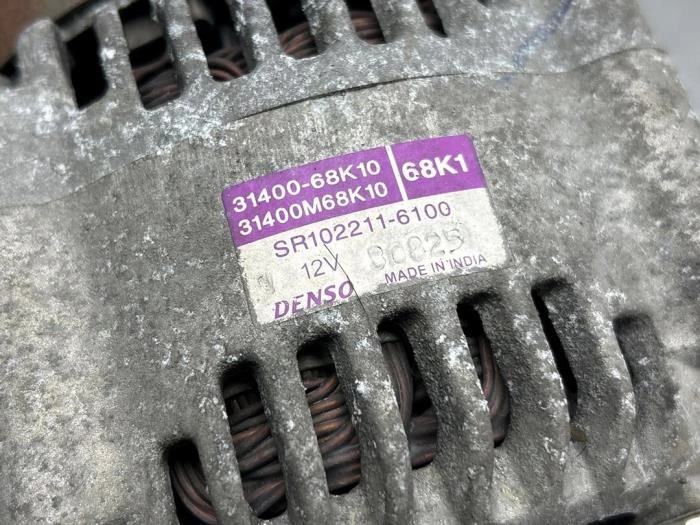 31400-68K10
31400M68K10
68K1
SR102211-6100
12V
DENSO
MADE IN INDIA